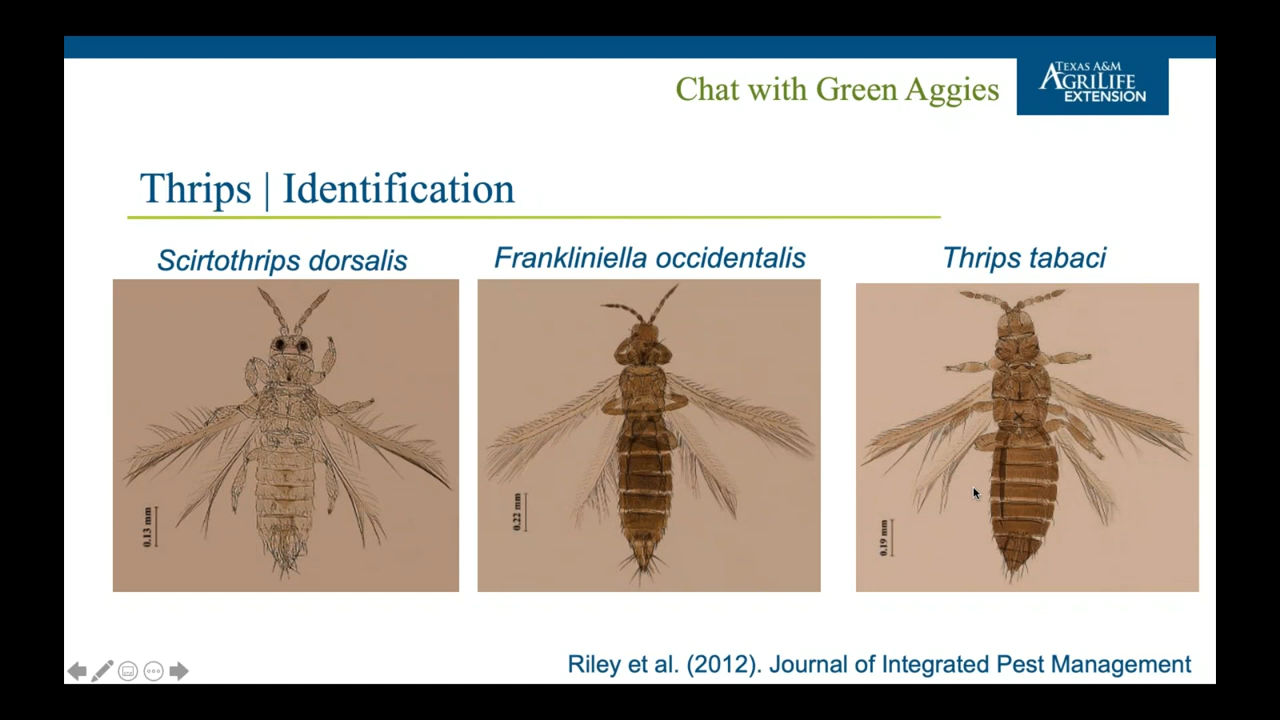 Chat with Green Aggies
TEXAS A&M
AGRILIFE
EXTENSION
Thrips | Identification
Scirtothrips dorsalis
Frankliniella occidentalis
Thrips tabaci
0.13 mm
0.22 mm
0.19 mm
Riley et al. (2012). Journal of Integrated Pest Management